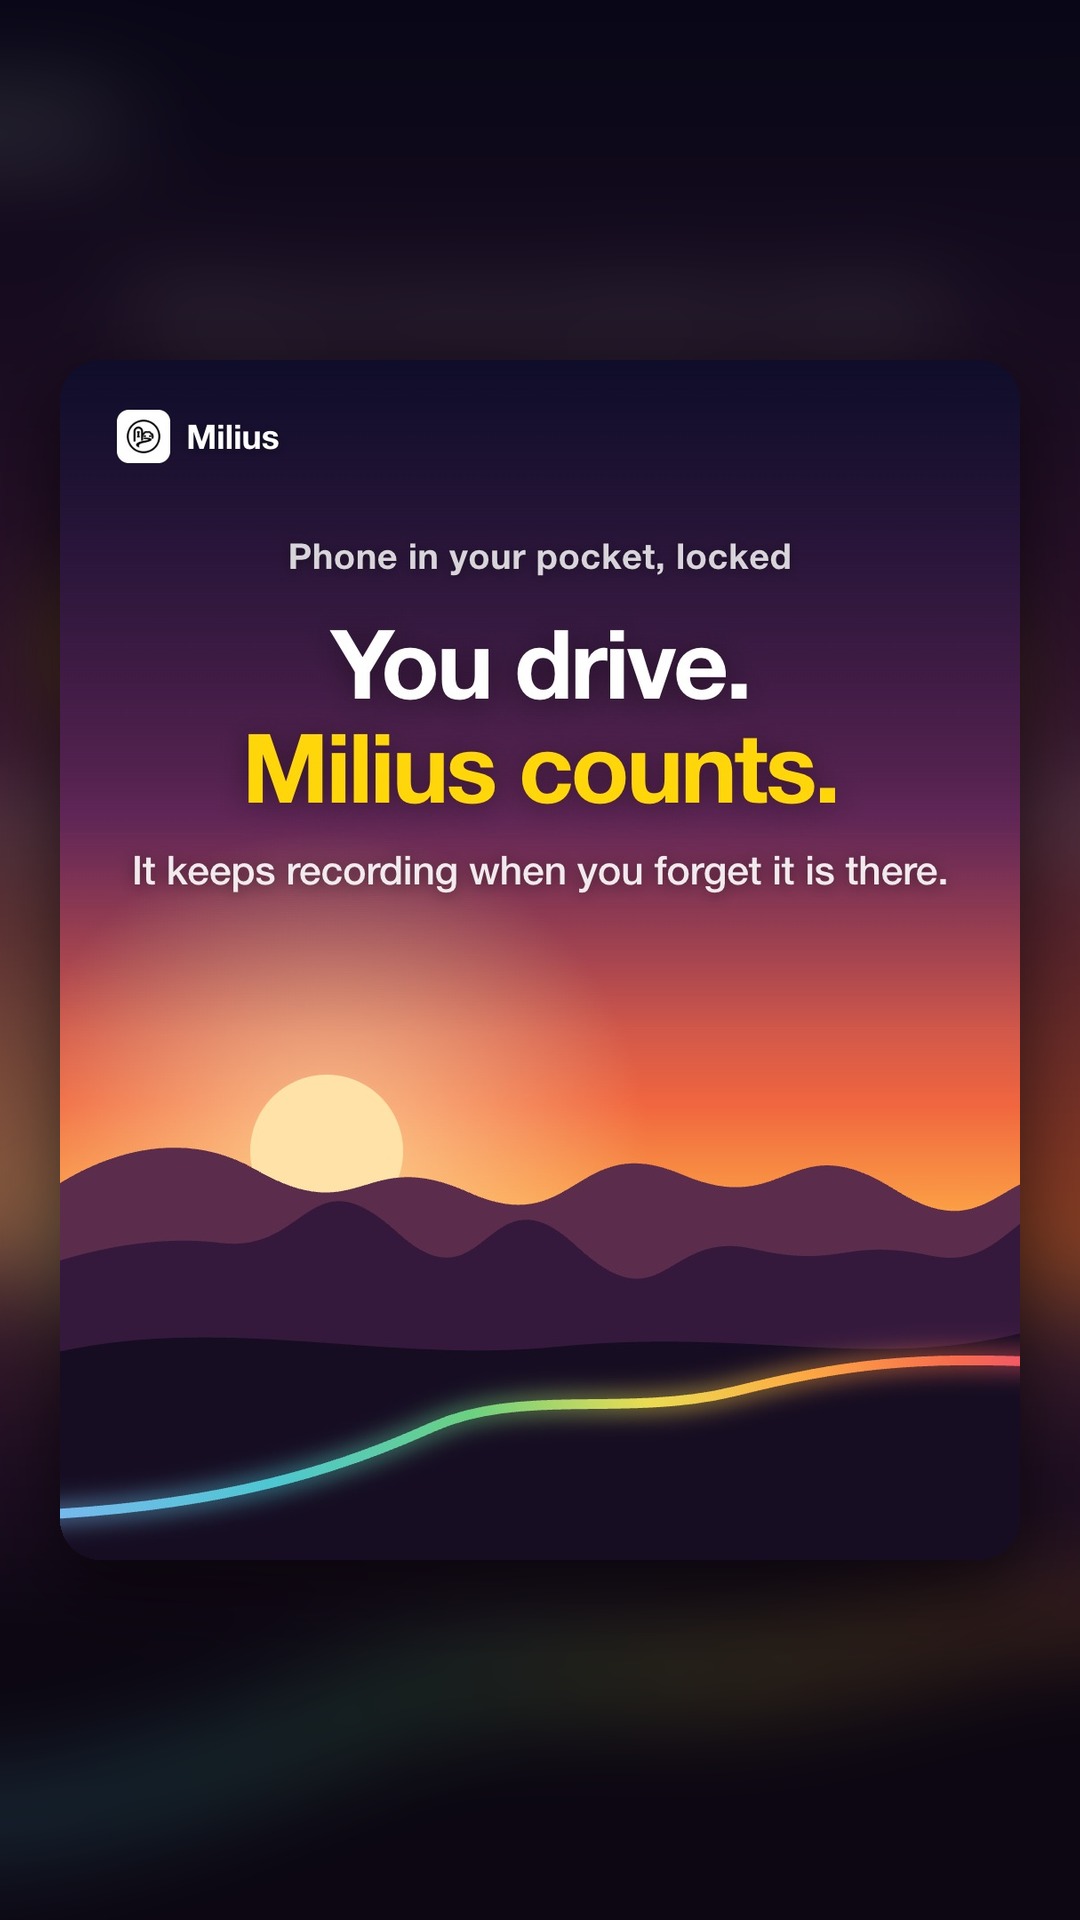 Milius
Phone in your pocket, locked
You drive.
Milius counts.
It keeps recording when you forget it is there.